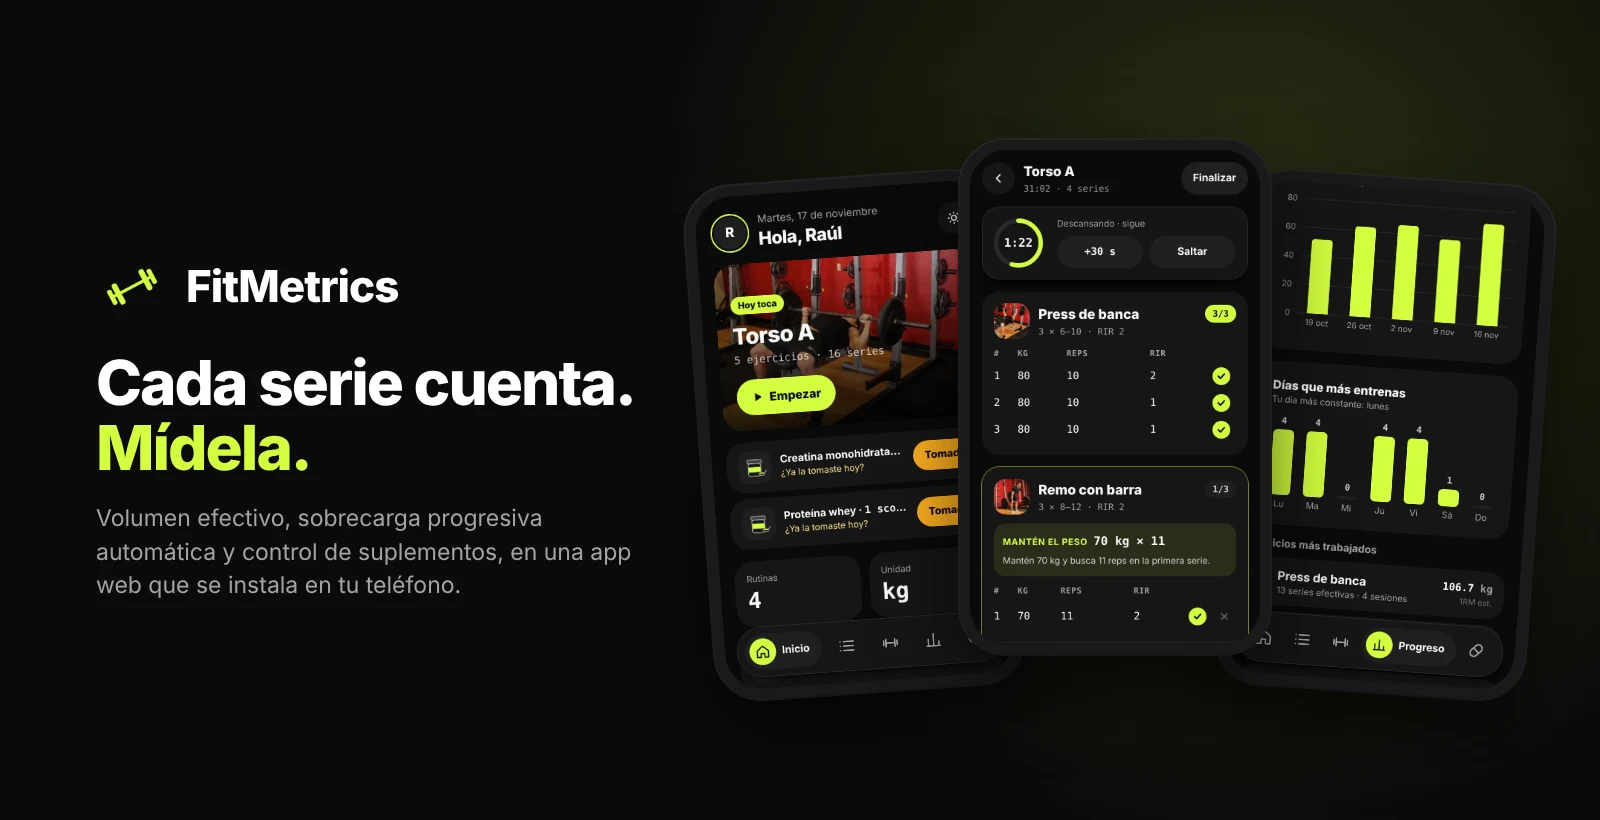 FitMetrics
Cada serie cuenta.
Mídela.
Volumen efectivo, sobrecarga progresiva
automática y control de suplementos, en una app
web que se instala en tu teléfono.
R
Martes, 17 de noviembre
Hola, Raúl
Hoy toca
Torso A
5 ejercicios · 16 series
Empezar
Creatina monohidrata...
¿Ya la tomaste hoy?
Proteína whey · 1 sco...
¿Ya la tomaste hoy?
Rutinas
4
Unidad
kg
Inicio
Torso A
31:02 · 4 series
Finalizar
1:22
Descansando · sigue
+30 s
Saltar
Press de banca
3/3
3 × 6–10 · RIR 2
# KG REPS RIR
1 80 10 2
2 80 10 1
3 80 10 1
Remo con barra
1/3
3 × 8–12 · RIR 2
MANTÉN EL PESO 70 kg × 11
Mantén 70 kg y busca 11 reps en la primera serie.
# KG REPS RIR
1 70 11 2
80
60
40
20
0
19 oct 26 oct 2 nov 9 nov 16 nov
Días que más entrenas
Tu día más constante: lunes
4 4 0 4 4 1 0
Lu Ma Mi Ju Vi Sá Do
más trabajados
Press de banca
13 series efectivas · 4 sesiones
106.7 kg
1RM est.
Progreso